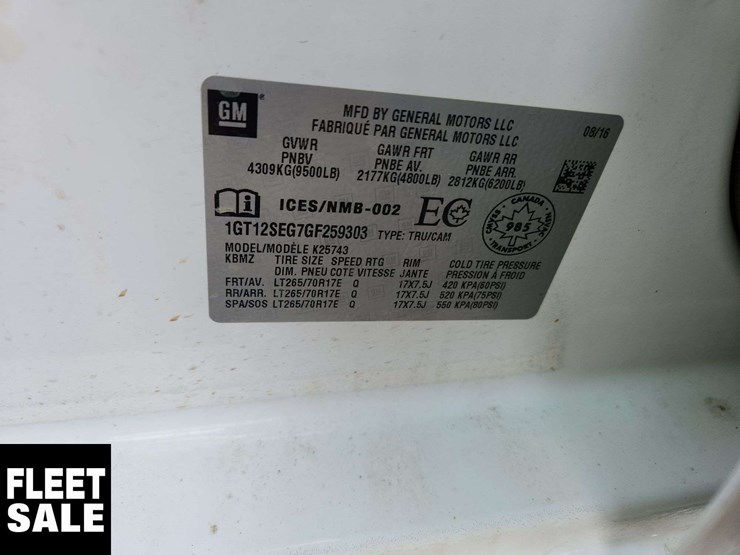 GM
MFD BY GENERAL MOTORS LLC
FABRIQUÉ PAR GENERAL MOTORS LLC
08/16
GVWR GAWR FRT GAWR RR
PNBV PNBE AV. PNBE ARR.
4309KG(9500LB) 2177KG(4800LB) 2812KG(6200LB)
ICES/NMB-002 EC
CANADA
985
TRANSPORT
1GT12SEG7GF259303 TYPE: TRU/CAM
MODEL/MODÈLE K25743
KBMZ TIRE SIZE SPEED RTG RIM COLD TIRE PRESSURE
DIM. PNEU COTE VITESSE JANTE PRESSION À FROID
FRT/AV. LT265/70R17E Q 17X7.5J 420 KPA(60PSI)
RR/ARR. LT265/70R17E Q 17X7.5J 520 KPA(75PSI)
SPA/SOS LT265/70R17E Q 17X7.5J 550 KPA(80PSI)
FLEET
SALE